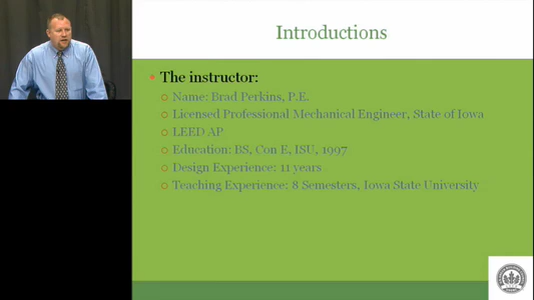 Introductions
The instructor:
Name: Brad Perkins, P.E.
Licensed Professional Mechanical Engineer, State of Iowa
LEED AP
Education: BS, Con E, ISU, 1997
Design Experience: 11 years
Teaching Experience: 8 Semesters, Iowa State University